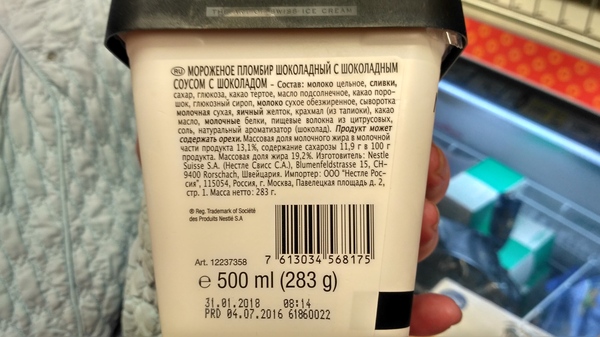 ICE CREAM
RU МОРОЖЕНОЕ ПЛОМБИР ШОКОЛАДНЫЙ С ШОКОЛАДНЫМ
СОУСОМ С ШОКОЛАДОМ - Состав: молоко цельное, сливки,
сахар, глюкоза, какао тертое, масло подсолнечное, какао поро-
шок, глюкозный сироп, молоко сухое обезжиренное, сыворотка
молочная сухая, яичный желток, крахмал (из тапиоки), какао
масло, молочные белки, пищевые волокна из цитрусовых,
соль, натуральный ароматизатор (шоколад). Продукт может
содержать орехи. Массовая доля молочного жира в молочной
части продукта 13,1%, содержание сахарозы 11,9 г в 100 г
продукта. Массовая доля жира 19,2%. Изготовитель: Nestle
Suisse S.A. (Нестле Свисс С.А.), Blumenfeldstrasse 15, CH-
9400 Rorschach, Швейцария. Импортер: ООО "Нестле Рос-
сия", 115054, Россия, г. Москва, Павелецкая площадь д. 2,
стр. 1. Масса нетто: 283 г.
® Reg. Trademark of Société
des Produits Nestlé S.A
Art. 12237358
7 613034 568175
℮ 500 ml (283 g)
31.01.2018 08:14
PRD 04.07.2016 61860022